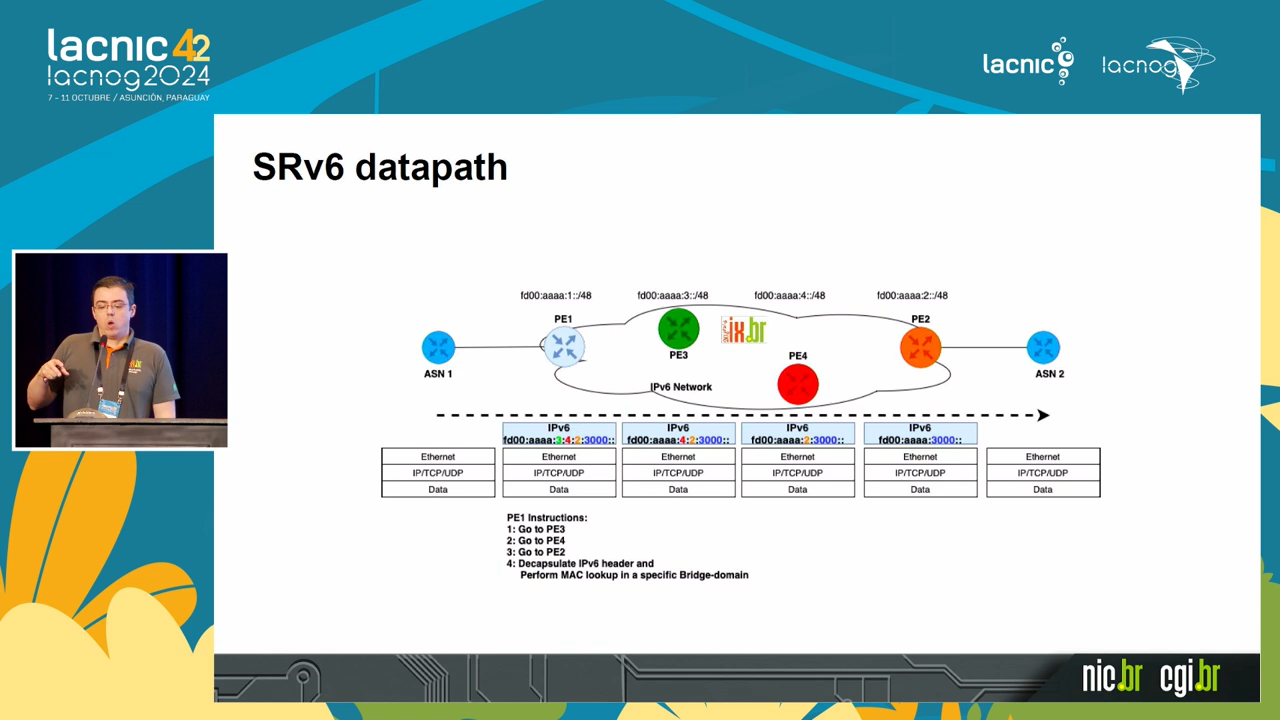 lacnic 42
lacnog 2024
7 - 11 OCTUBRE / ASUNCIÓN, PARAGUAY
lacnic
lacnog
SRv6 datapath
fd00:aaaa:1::/48
fd00:aaaa:3::/48
fd00:aaaa:4::/48
fd00:aaaa:2::/48
PE1
PE2
ix.br
PE3
PE4
ASN 1
ASN 2
IPv6 Network
IPv6
fd00:aaaa:3:4:2:3000::
IPv6
fd00:aaaa:4:2:3000::
IPv6
fd00:aaaa:2:3000::
IPv6
fd00:aaaa:3000::
Ethernet
IP/TCP/UDP
Data
Ethernet
IP/TCP/UDP
Data
Ethernet
IP/TCP/UDP
Data
Ethernet
IP/TCP/UDP
Data
Ethernet
IP/TCP/UDP
Data
Ethernet
IP/TCP/UDP
Data
PE1 Instructions:
1: Go to PE3
2: Go to PE4
3: Go to PE2
4: Decapsulate IPv6 header and
Perform MAC lookup in a specific Bridge-domain
nic.br cgi.br